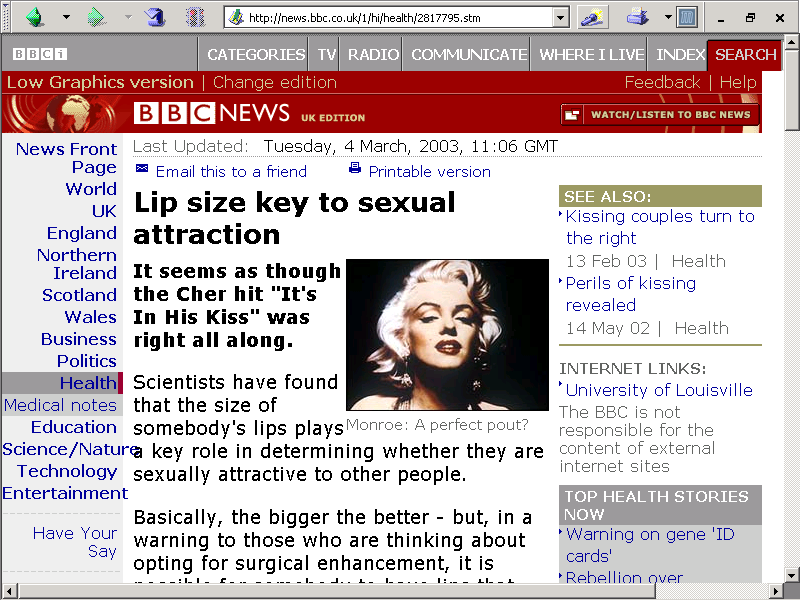 http://news.bbc.co.uk/1/hi/health/2817795.stm
BBCi CATEGORIES TV RADIO COMMUNICATE WHERE I LIVE INDEX SEARCH
Low Graphics version | Change edition Feedback | Help
BBC NEWS UK EDITION WATCH/LISTEN TO BBC NEWS
News Front
Page
World
UK
England
Northern
Ireland
Scotland
Wales
Business
Politics
Health
Medical notes
Education
Science/Nature
Technology
Entertainment
Have Your
Say
Last Updated: Tuesday, 4 March, 2003, 11:06 GMT
Email this to a friend Printable version
Lip size key to sexual
attraction
It seems as though
the Cher hit "It's
In His Kiss" was
right all along.
Monroe: A perfect pout?
Scientists have found
that the size of
somebody's lips plays
a key role in determining whether they are
sexually attractive to other people.
Basically, the bigger the better - but, in a
warning to those who are thinking about
opting for surgical enhancement, it is
possible for somebody to have lips that
SEE ALSO:
Kissing couples turn to
the right
13 Feb 03 | Health
Perils of kissing
revealed
14 May 02 | Health
INTERNET LINKS:
University of Louisville
The BBC is not
responsible for the
content of external
internet sites
TOP HEALTH STORIES
NOW
Warning on gene 'ID
cards'
Rebellion over